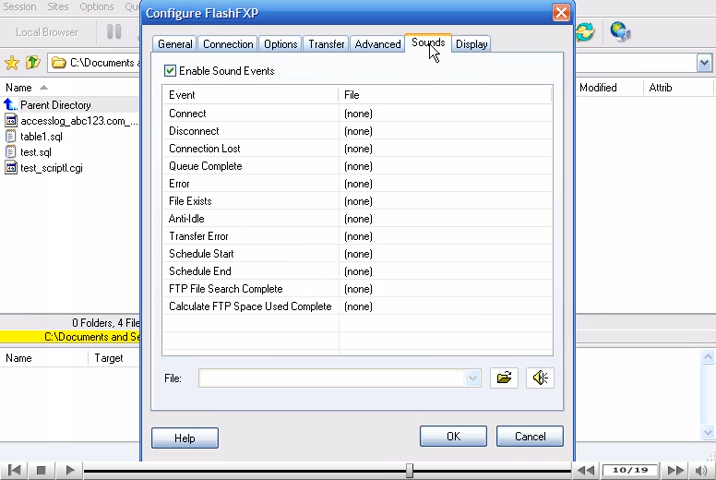 Session Sites Options Qu
Configure FlashFXP
Local Browser
General Connection Options Transfer Advanced Sounds Display
C:\Documents a
Enable Sound Events
Name
Modified Attrib
Event File
Parent Directory
accesslog_abc123.com_...
table1.sql
test.sql
test_script1.cgi
Connect (none)
Disconnect (none)
Connection Lost (none)
Queue Complete (none)
Error (none)
File Exists (none)
Anti-Idle (none)
Transfer Error (none)
Schedule Start (none)
Schedule End (none)
FTP File Search Complete (none)
Calculate FTP Space Used Complete (none)
0 Folders, 4 File
C:\Documents and Se
Name Target
File:
Help OK Cancel
10/19